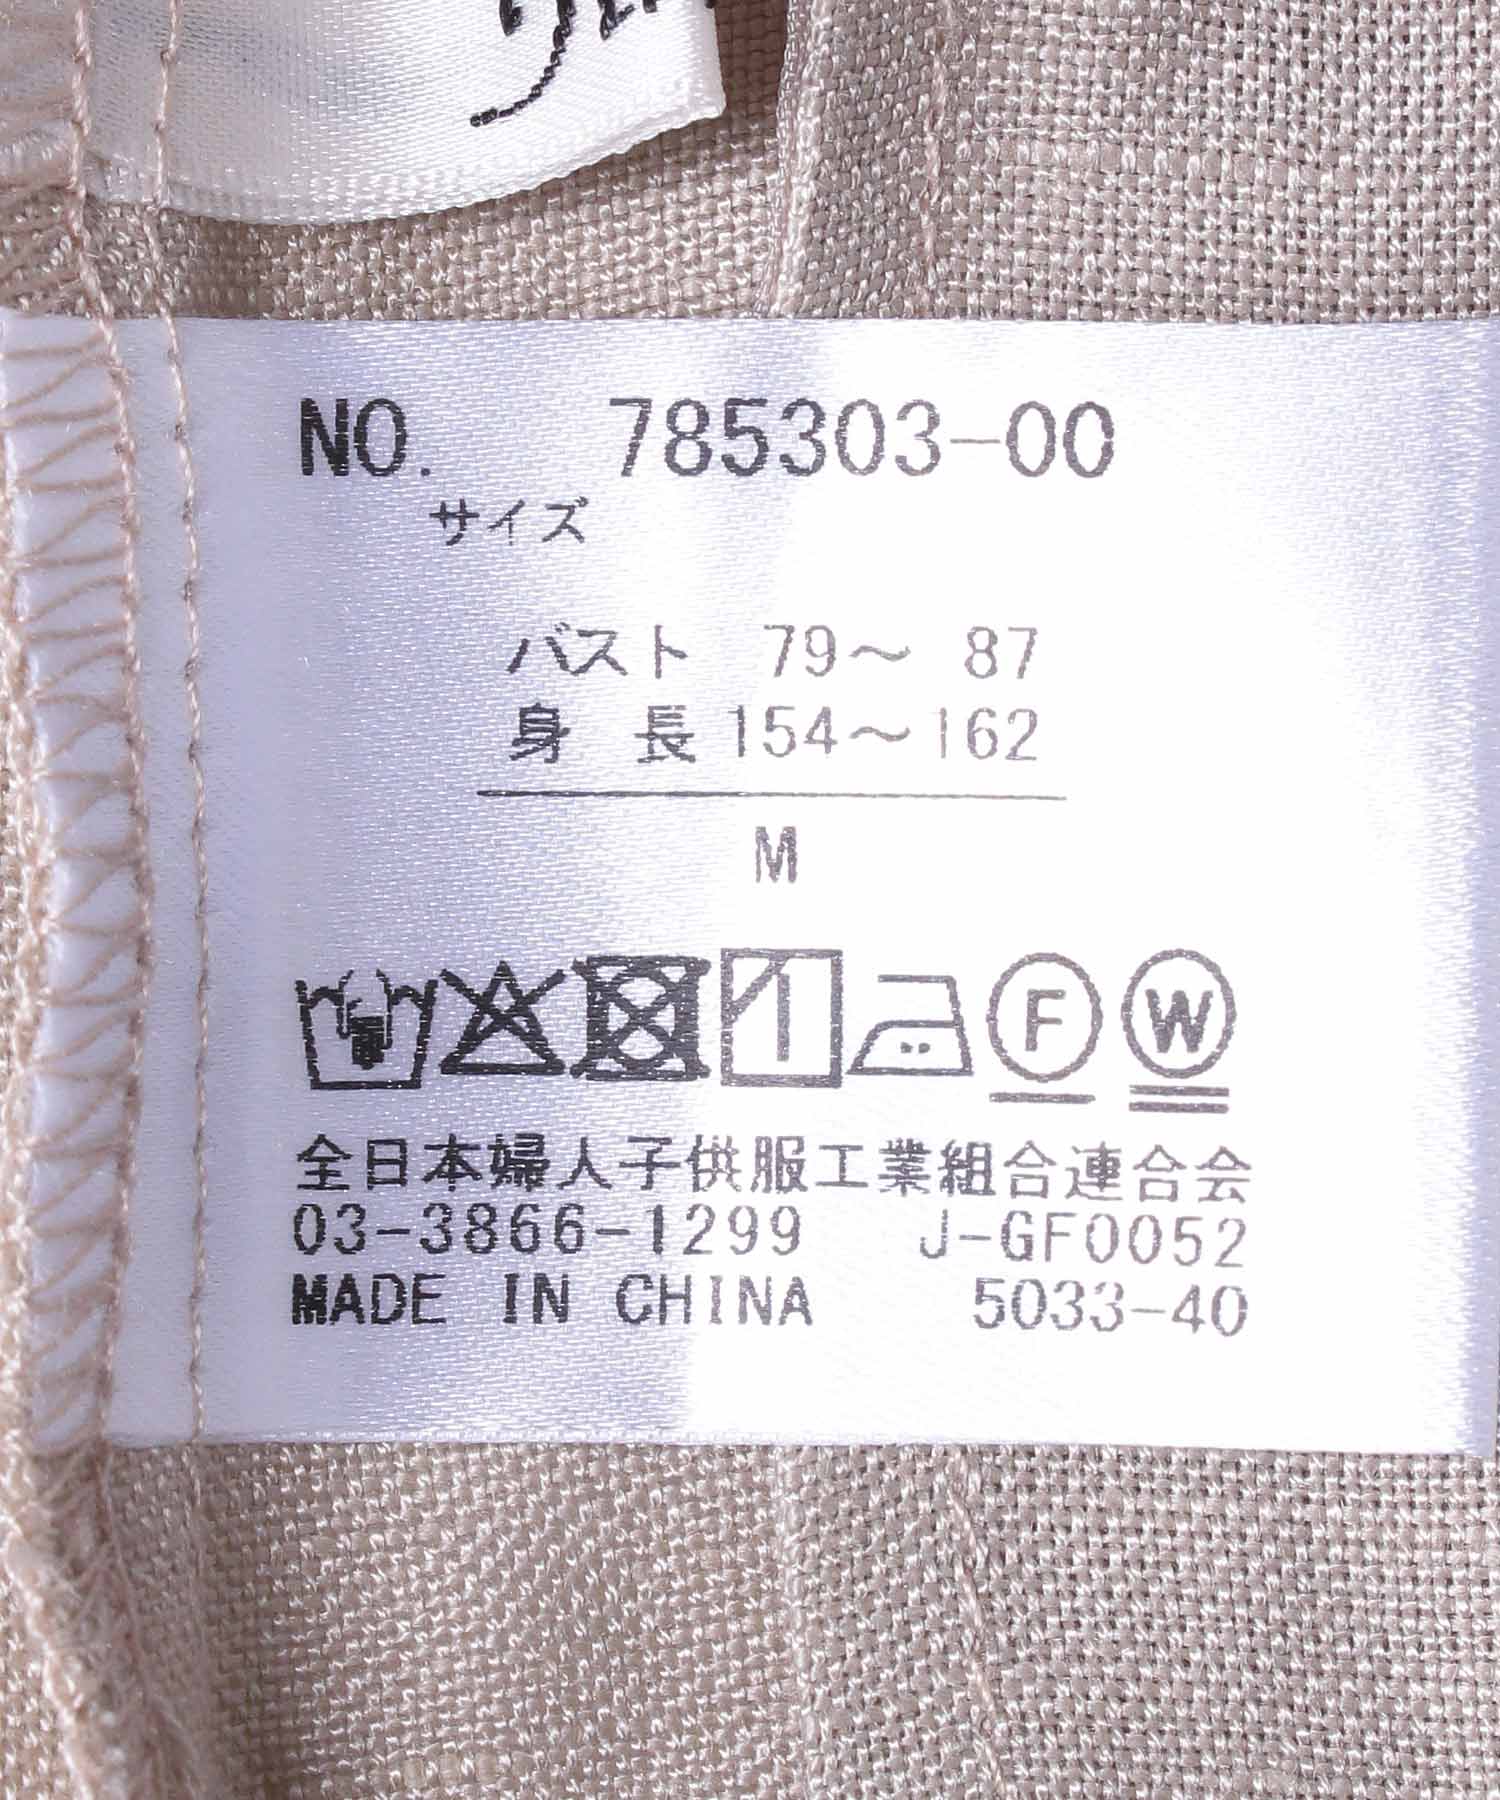 NO. 785303-00
サイズ
バスト 79～ 87
身 長 154～162
M
F W
全日本婦人子供服工業組合連合会
03-3866-1299 J-GF0052
MADE IN CHINA 5033-40